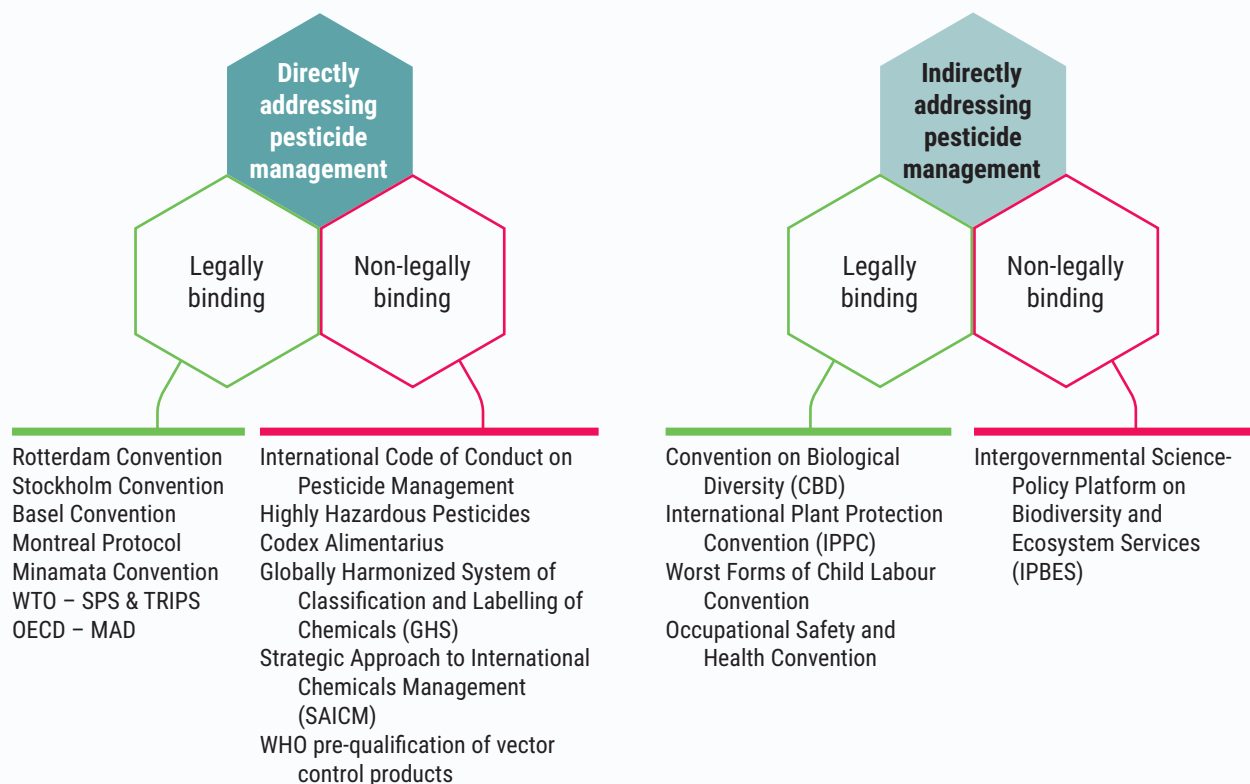 Directly
addressing
pesticide
management
Legally
binding
Non-legally
binding
Rotterdam Convention
Stockholm Convention
Basel Convention
Montreal Protocol
Minamata Convention
WTO – SPS & TRIPS
OECD – MAD
International Code of Conduct on
Pesticide Management
Highly Hazardous Pesticides
Codex Alimentarius
Globally Harmonized System of
Classification and Labelling of
Chemicals (GHS)
Strategic Approach to International
Chemicals Management
(SAICM)
WHO pre-qualification of vector
control products
Indirectly
addressing
pesticide
management
Legally
binding
Non-legally
binding
Convention on Biological
Diversity (CBD)
International Plant Protection
Convention (IPPC)
Worst Forms of Child Labour
Convention
Occupational Safety and
Health Convention
Intergovernmental Science-
Policy Platform on
Biodiversity and
Ecosystem Services
(IPBES)